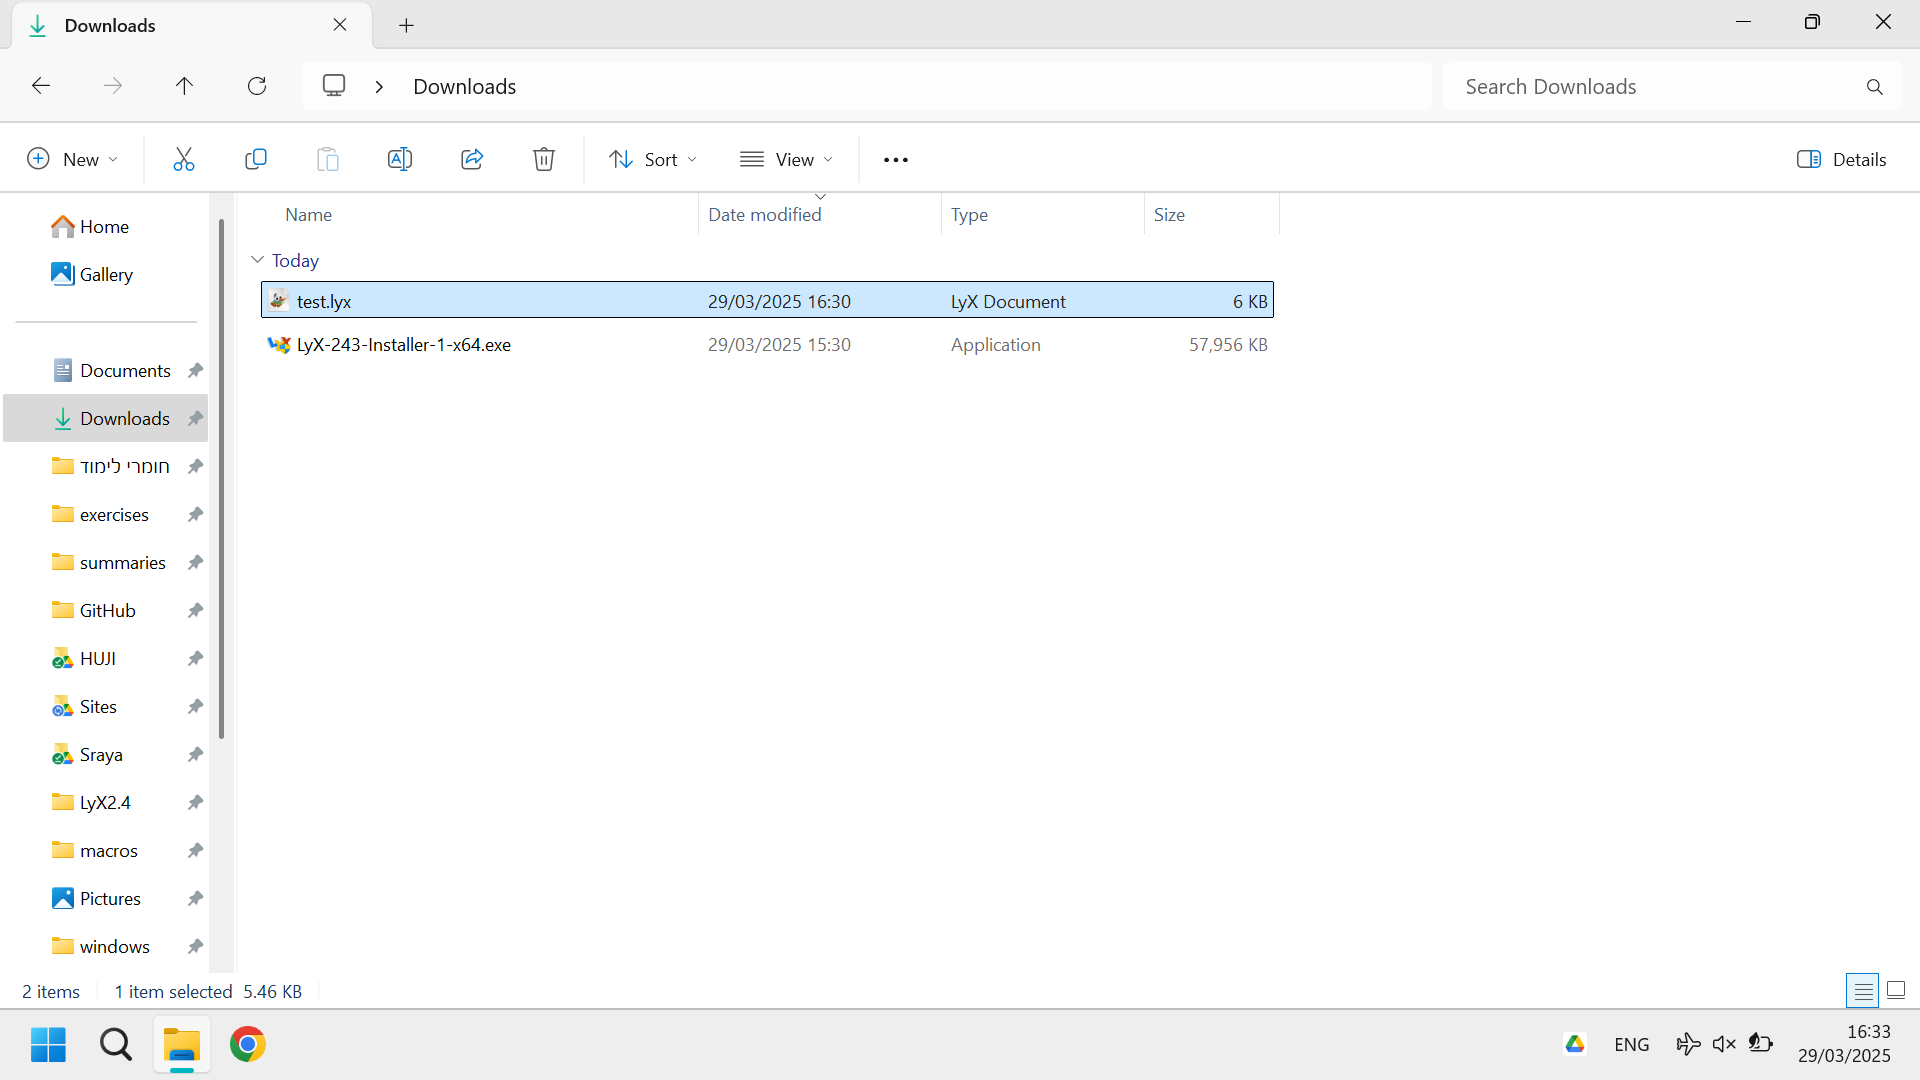 Downloads
Downloads
Search Downloads
New
Sort
View
Details
Home
Gallery
Documents
Downloads
חומרי לימוד
exercises
summaries
GitHub
HUJI
Sites
Sraya
LyX2.4
macros
Pictures
windows
Name Date modified Type Size
Today
test.lyx 29/03/2025 16:30 LyX Document 6 KB
LyX-243-Installer-1-x64.exe 29/03/2025 15:30 Application 57,956 KB
2 items 1 item selected 5.46 KB
ENG
16:33
29/03/2025